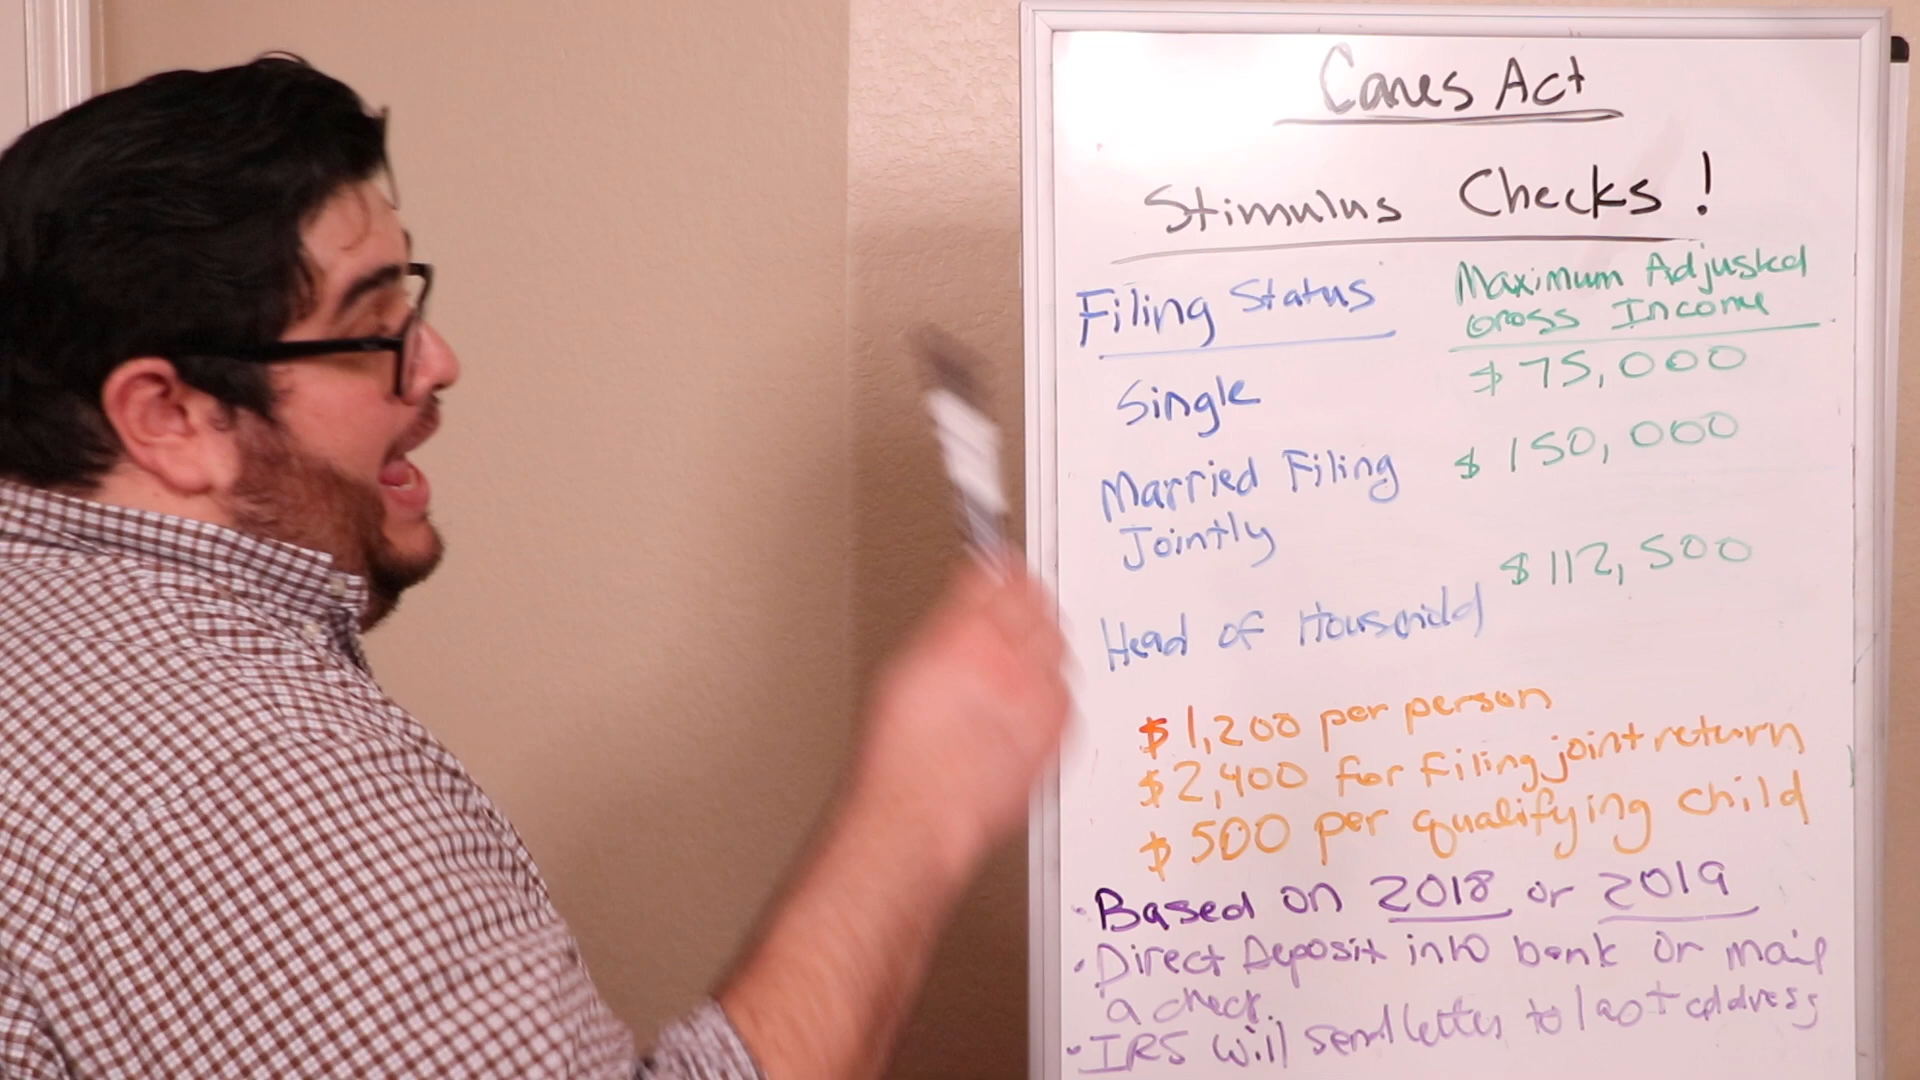 Cares Act
Stimulus Checks!
Filing Status
Maximum Adjusted
Gross Income
Single
$75,000
Married Filing
Jointly
$150,000
Head of Household
$112,500
$1,200 per person
$2,400 for filing joint return
$500 per qualifying child
• Based on 2018 or 2019
• Direct Deposit into bank or mail
a check.
• IRS will send letter to last address